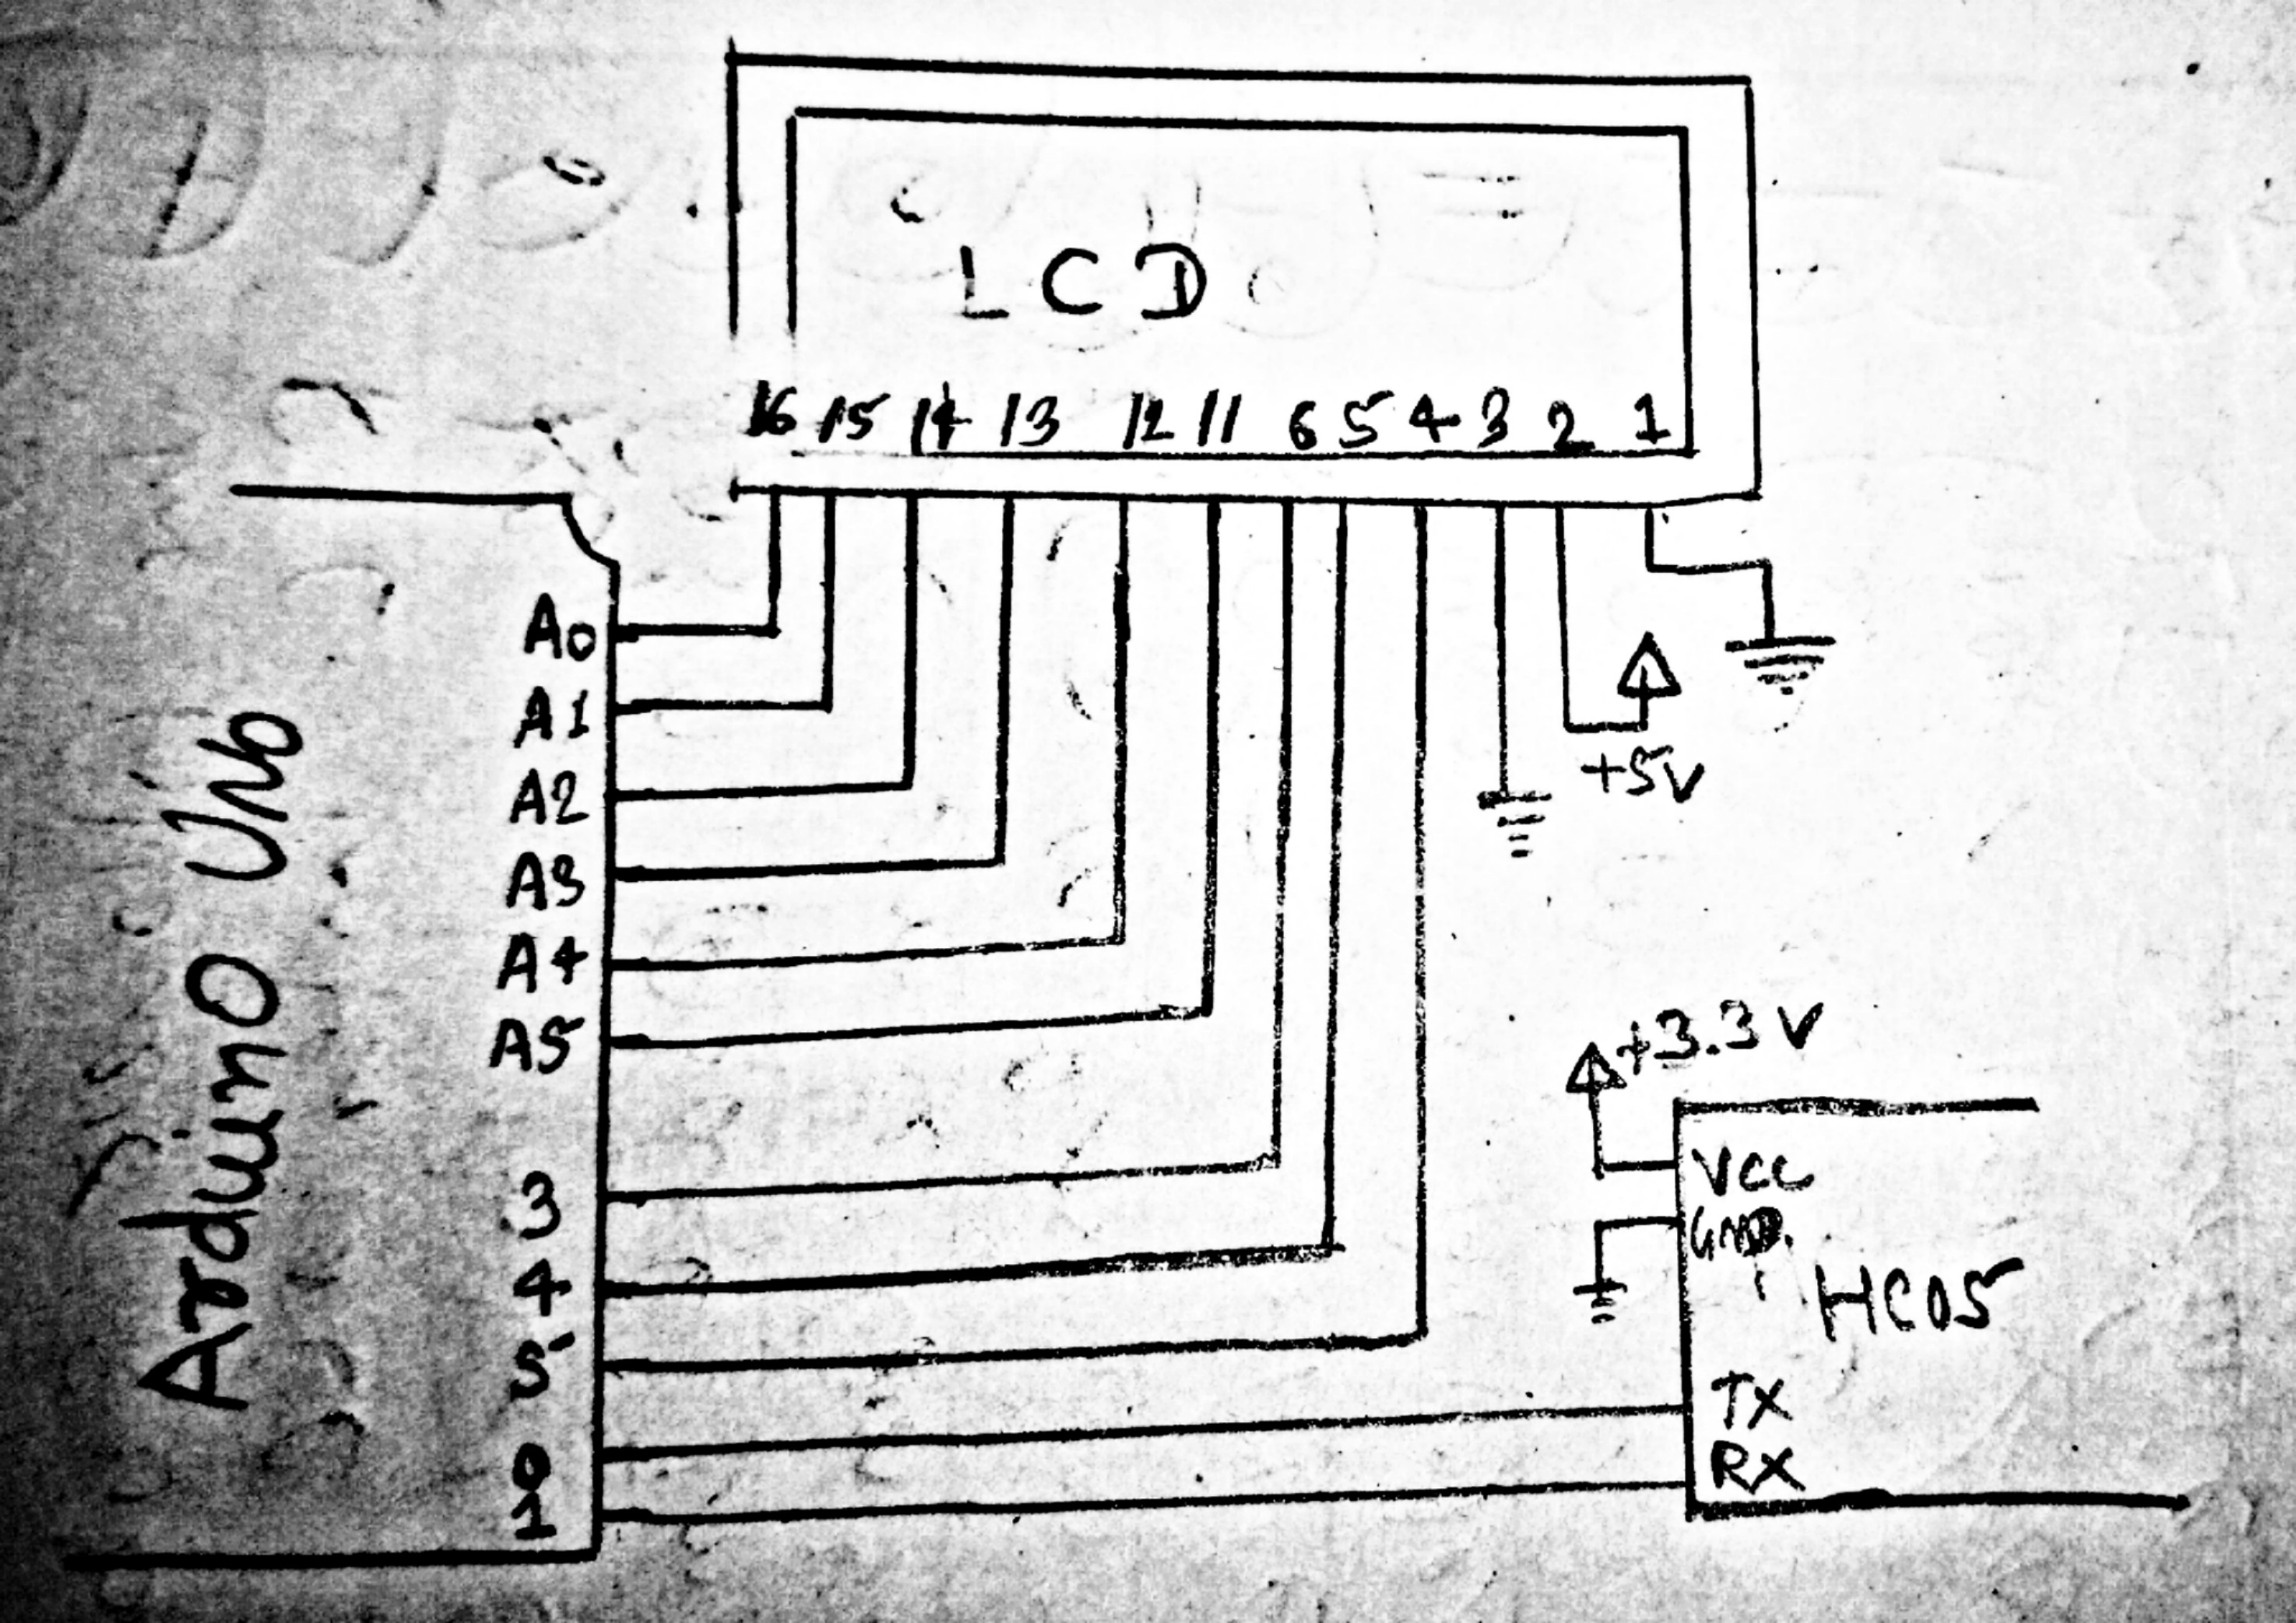 LCD
16 15 14 13 12 11 6 5 4 3 2 1
Arduino Uno
A0
A1
A2
A3
A4
A5
3
4
5
0
1
+5V
+3.3V
VCC
GND.
HC05
TX
RX